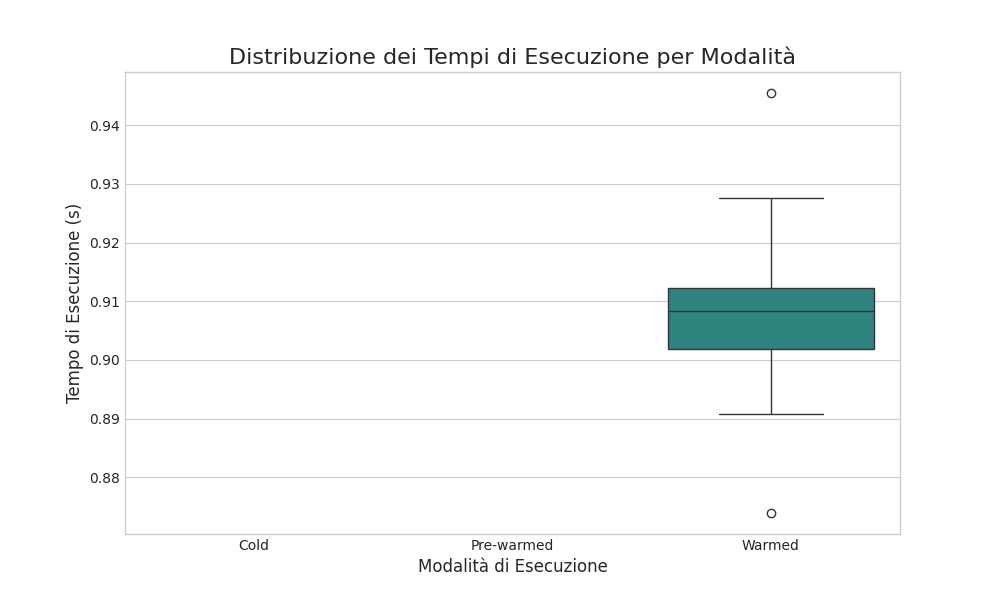 Distribuzione dei Tempi di Esecuzione per Modalità
Tempo di Esecuzione (s)
0.94
0.93
0.92
0.91
0.90
0.89
0.88
Cold Pre-warmed Warmed
Modalità di Esecuzione